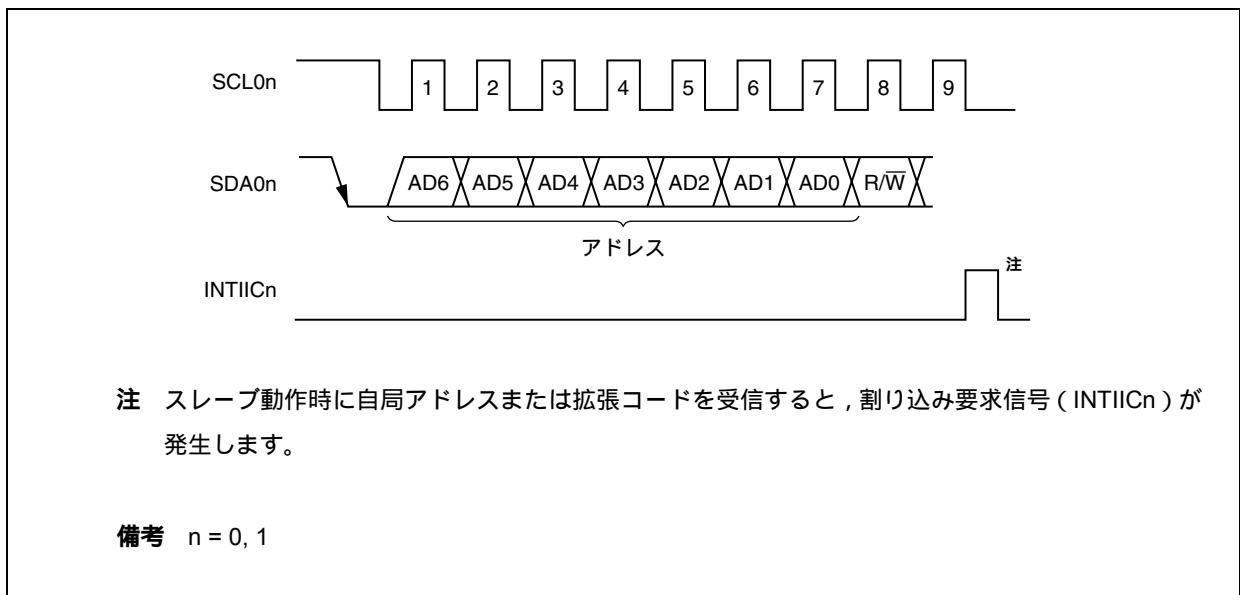 SCL0n 1 2 3 4 5 6 7 8 9
SDA0n AD6 AD5 AD4 AD3 AD2 AD1 AD0 R/W̅
アドレス
INTIICn 注
注 スレーブ動作時に自局アドレスまたは拡張コードを受信すると，割り込み要求信号（INTIICn）が
発生します。
備考 n = 0, 1